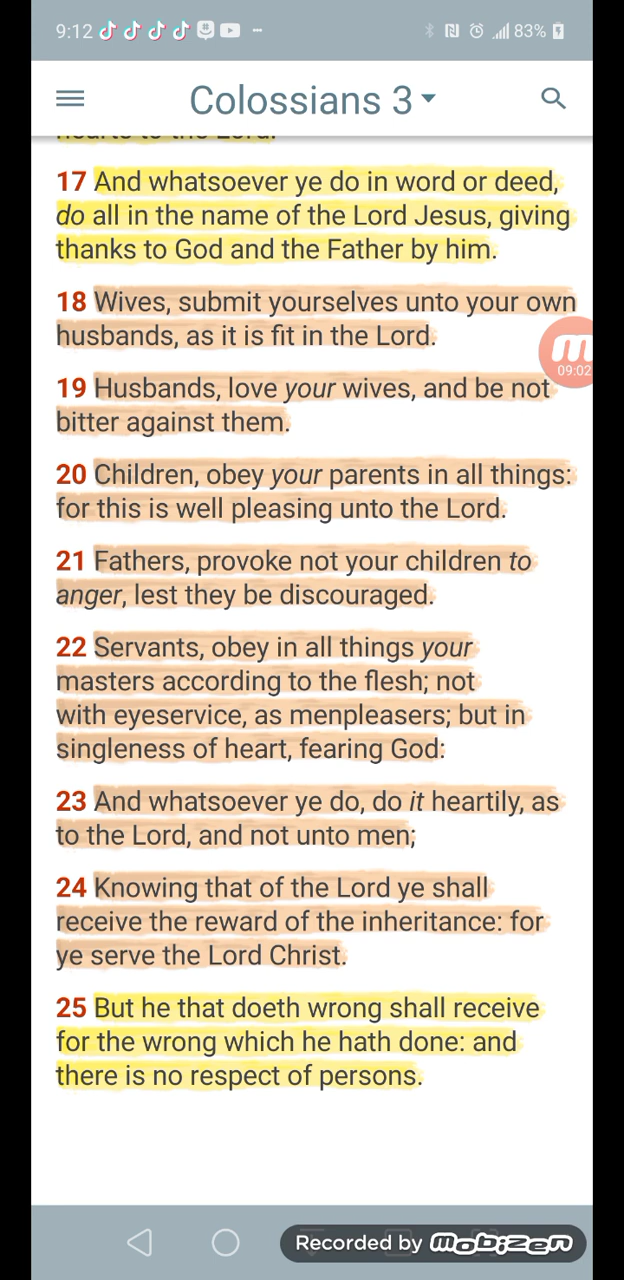 9:12 83%
Colossians 3
hearts to the Lord.
17 And whatsoever ye do in word or deed,
do all in the name of the Lord Jesus, giving
thanks to God and the Father by him.
18 Wives, submit yourselves unto your own
husbands, as it is fit in the Lord.
09:02
19 Husbands, love your wives, and be not
bitter against them.
20 Children, obey your parents in all things:
for this is well pleasing unto the Lord.
21 Fathers, provoke not your children to
anger, lest they be discouraged.
22 Servants, obey in all things your
masters according to the flesh; not
with eyeservice, as menpleasers; but in
singleness of heart, fearing God:
23 And whatsoever ye do, do it heartily, as
to the Lord, and not unto men;
24 Knowing that of the Lord ye shall
receive the reward of the inheritance: for
ye serve the Lord Christ.
25 But he that doeth wrong shall receive
for the wrong which he hath done: and
there is no respect of persons.
Recorded by mobizen